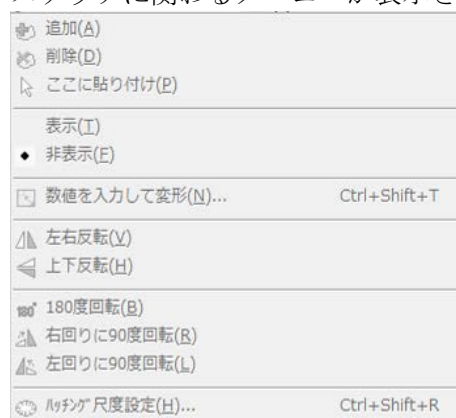 追加(A)
削除(D)
ここに貼り付け(P)
表示(T)
非表示(F)
数値を入力して変形(N)... Ctrl+Shift+T
左右反転(V)
上下反転(H)
180° 180度回転(B)
右回りに90度回転(R)
左回りに90度回転(L)
ﾊｯﾁﾝｸﾞ尺度設定(H)... Ctrl+Shift+R